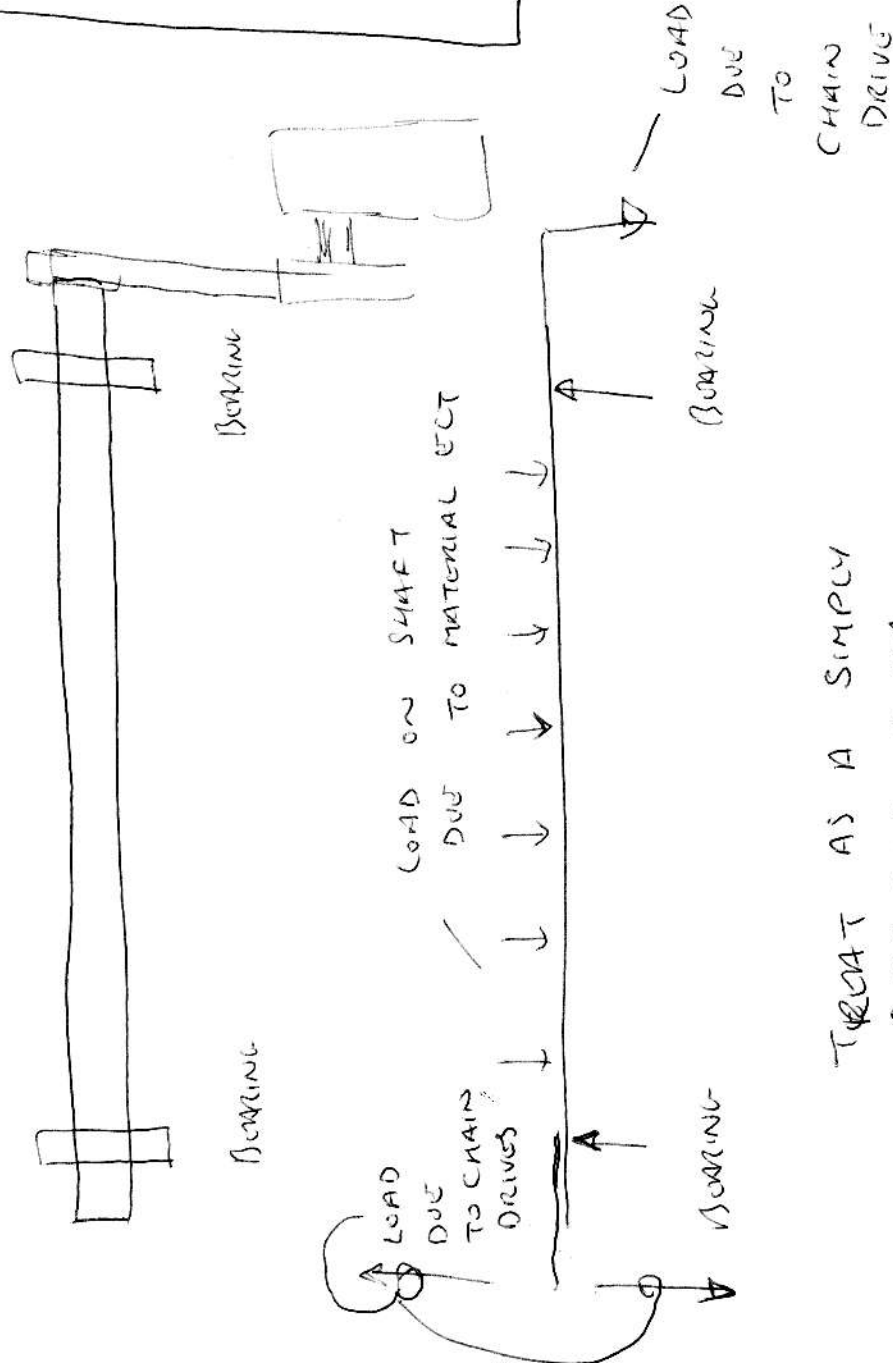 BEARING
BEARING
LOAD ON SHAFT
DUE TO MATERIAL ECT
LOAD
DUE
TO CHAIN
DRIVES
LOAD
DUE
TO
CHAIN
DRIVE
BEARING
BEARING
TREAT AS A SIMPLY